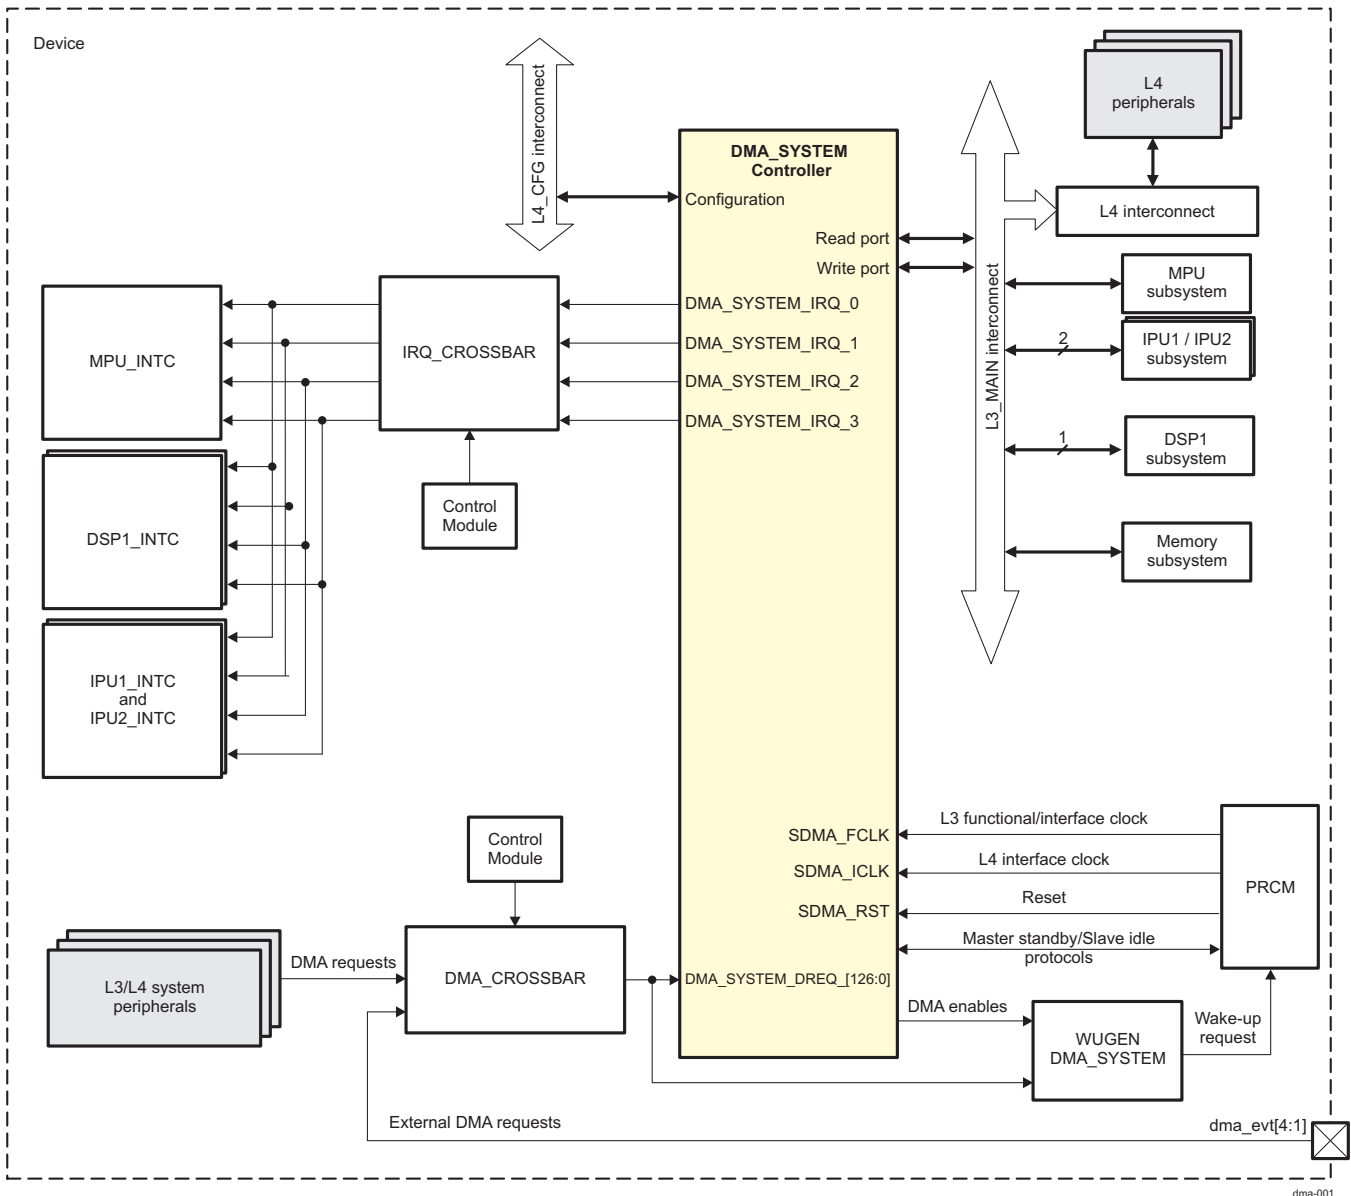 Device
L4_CFG interconnect
DMA_SYSTEM
Controller
Configuration
Read port
Write port
DMA_SYSTEM_IRQ_0
DMA_SYSTEM_IRQ_1
DMA_SYSTEM_IRQ_2
DMA_SYSTEM_IRQ_3
L3_MAIN interconnect
L4
peripherals
L4 interconnect
MPU
subsystem
2
IPU1 / IPU2
subsystem
1
DSP1
subsystem
Memory
subsystem
MPU_INTC
IRQ_CROSSBAR
Control
Module
DSP1_INTC
IPU1_INTC
and
IPU2_INTC
Control
Module
SDMA_FCLK
L3 functional/interface clock
SDMA_ICLK
L4 interface clock
SDMA_RST
Reset
PRCM
Master standby/Slave idle
protocols
L3/L4 system
peripherals
DMA requests
DMA_CROSSBAR
DMA_SYSTEM_DREQ_[126:0]
DMA enables
WUGEN
DMA_SYSTEM
Wake-up
request
External DMA requests
dma_evt[4:1]
dma-001